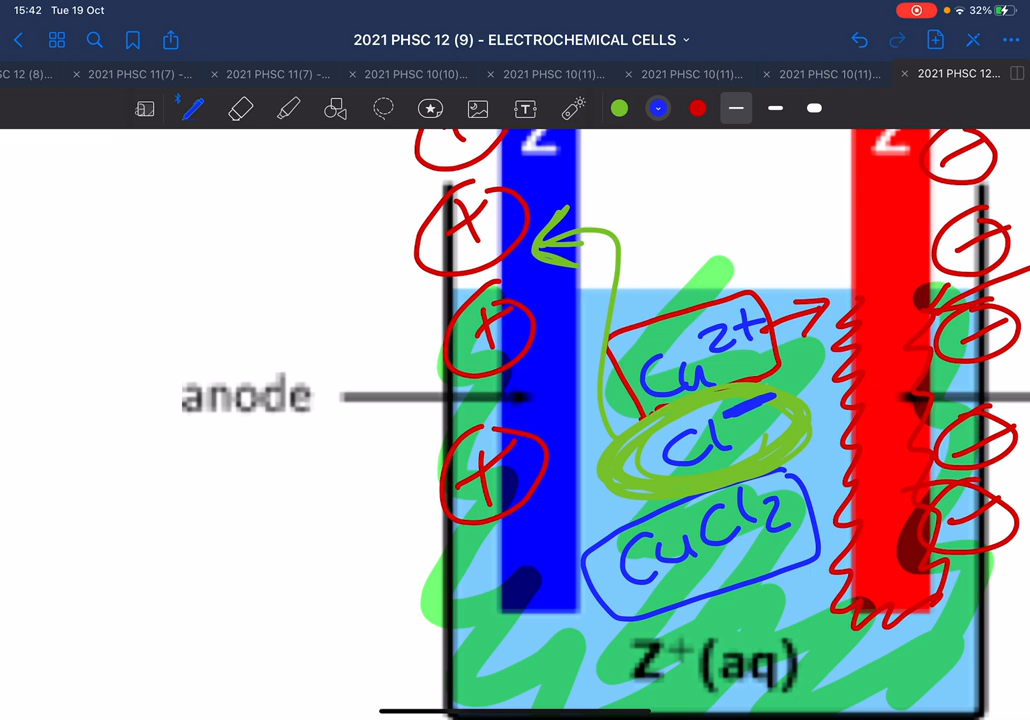 15:42 Tue 19 Oct
32%
2021 PHSC 12 (9) - ELECTROCHEMICAL CELLS
SC 12 (8)... 2021 PHSC 11(7) -... 2021 PHSC 11(7) -... 2021 PHSC 10(10)... 2021 PHSC 10(11)... 2021 PHSC 10(11)... 2021 PHSC 10(11)... 2021 PHSC 12...
Z Z
Cu2+
anode
Cl-
CuCl2
Z+(aq)